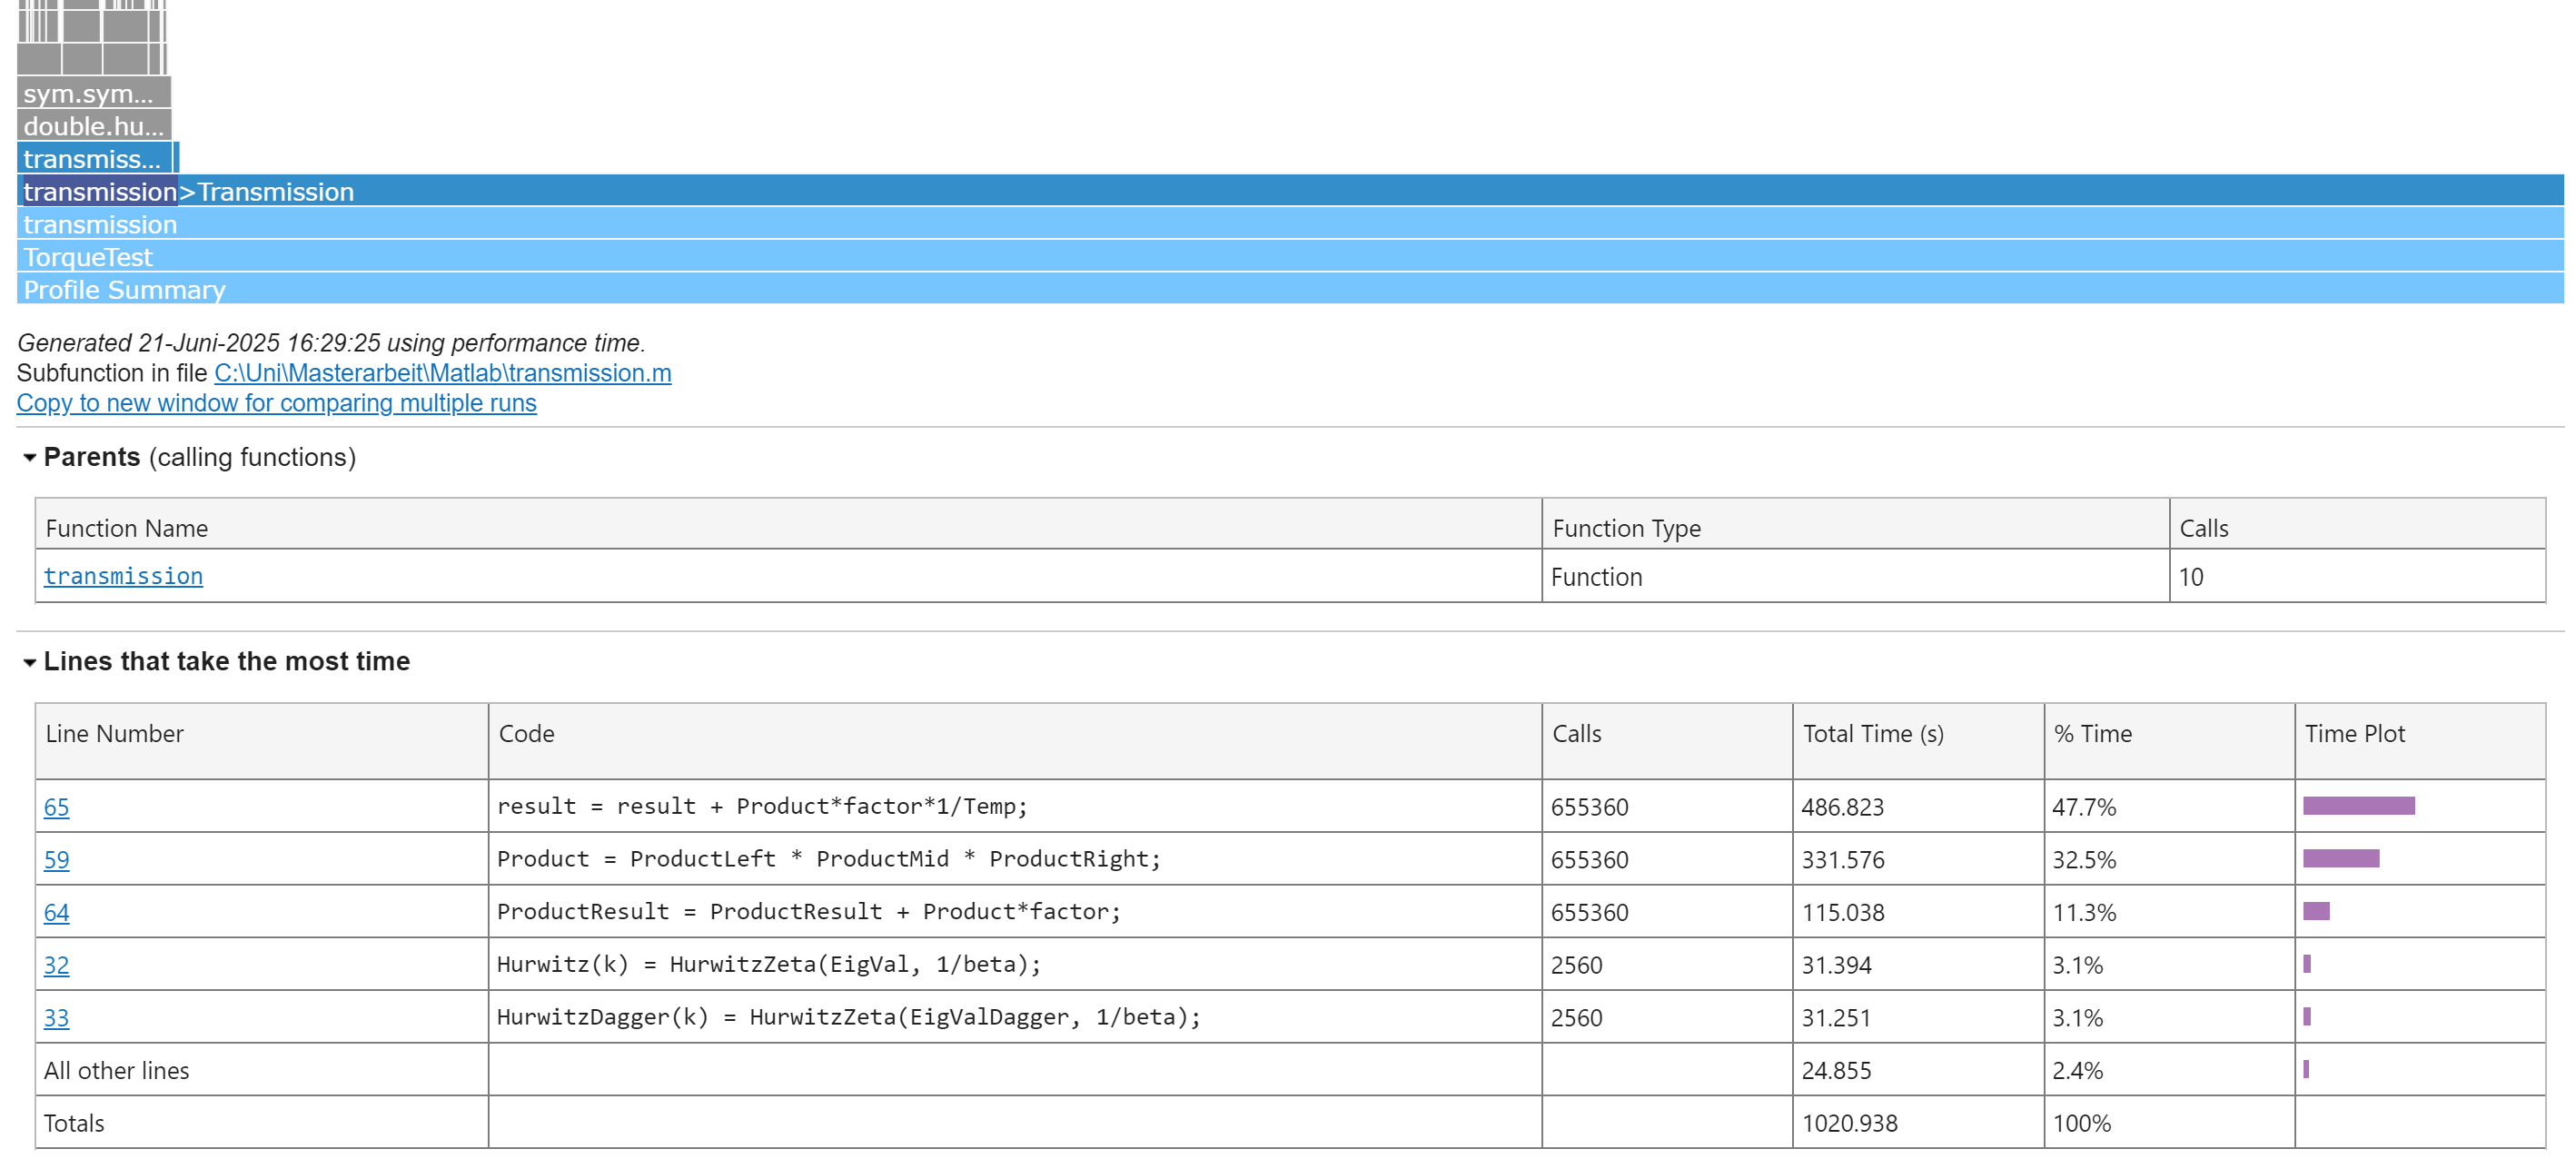 sym.sym...
double.hu...
transmiss...
transmission>Transmission
transmission
TorqueTest
Profile Summary
Generated 21-Juni-2025 16:29:25 using performance time.
Subfunction in file C:\Uni\Masterarbeit\Matlab\transmission.m
Copy to new window for comparing multiple runs
Parents (calling functions)
Function Name Function Type Calls
transmission Function 10
Lines that take the most time
Line Number Code Calls Total Time (s) % Time Time Plot
65 result = result + Product*factor*1/Temp; 655360 486.823 47.7%
59 Product = ProductLeft * ProductMid * ProductRight; 655360 331.576 32.5%
64 ProductResult = ProductResult + Product*factor; 655360 115.038 11.3%
32 Hurwitz(k) = HurwitzZeta(EigVal, 1/beta); 2560 31.394 3.1%
33 HurwitzDagger(k) = HurwitzZeta(EigValDagger, 1/beta); 2560 31.251 3.1%
All other lines 24.855 2.4%
Totals 1020.938 100%